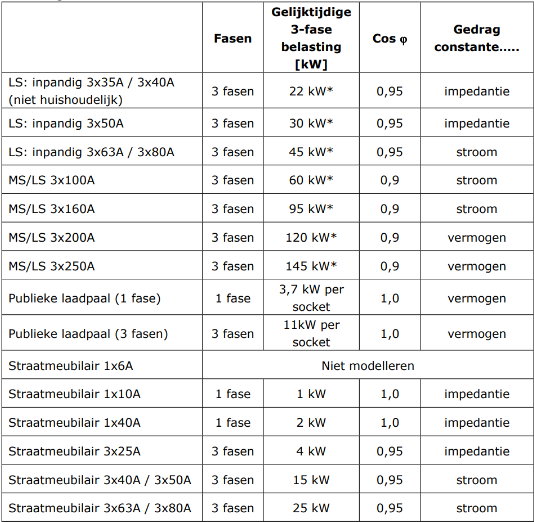 Fasen
Gelijktijdige
3-fase
belasting
[kW]
Cos φ
Gedrag
constante.....
LS: inpandig 3x35A / 3x40A
(niet huishoudelijk)
3 fasen
22 kW*
0,95
impedantie
LS: inpandig 3x50A
3 fasen
30 kW*
0,95
impedantie
LS: inpandig 3x63A / 3x80A
3 fasen
45 kW*
0,95
stroom
MS/LS 3x100A
3 fasen
60 kW*
0,9
stroom
MS/LS 3x160A
3 fasen
95 kW*
0,9
stroom
MS/LS 3x200A
3 fasen
120 kW*
0,9
vermogen
MS/LS 3x250A
3 fasen
145 kW*
0,9
vermogen
Publieke laadpaal (1 fase)
1 fase
3,7 kW per
socket
1,0
vermogen
Publieke laadpaal (3 fasen)
3 fasen
11kW per
socket
1,0
vermogen
Straatmeubilair 1x6A
Niet modelleren
Straatmeubilair 1x10A
1 fase
1 kW
1,0
impedantie
Straatmeubilair 1x40A
1 fase
2 kW
1,0
impedantie
Straatmeubilair 3x25A
3 fasen
4 kW
0,95
impedantie
Straatmeubilair 3x40A / 3x50A
3 fasen
15 kW
0,95
stroom
Straatmeubilair 3x63A / 3x80A
3 fasen
25 kW
0,95
stroom